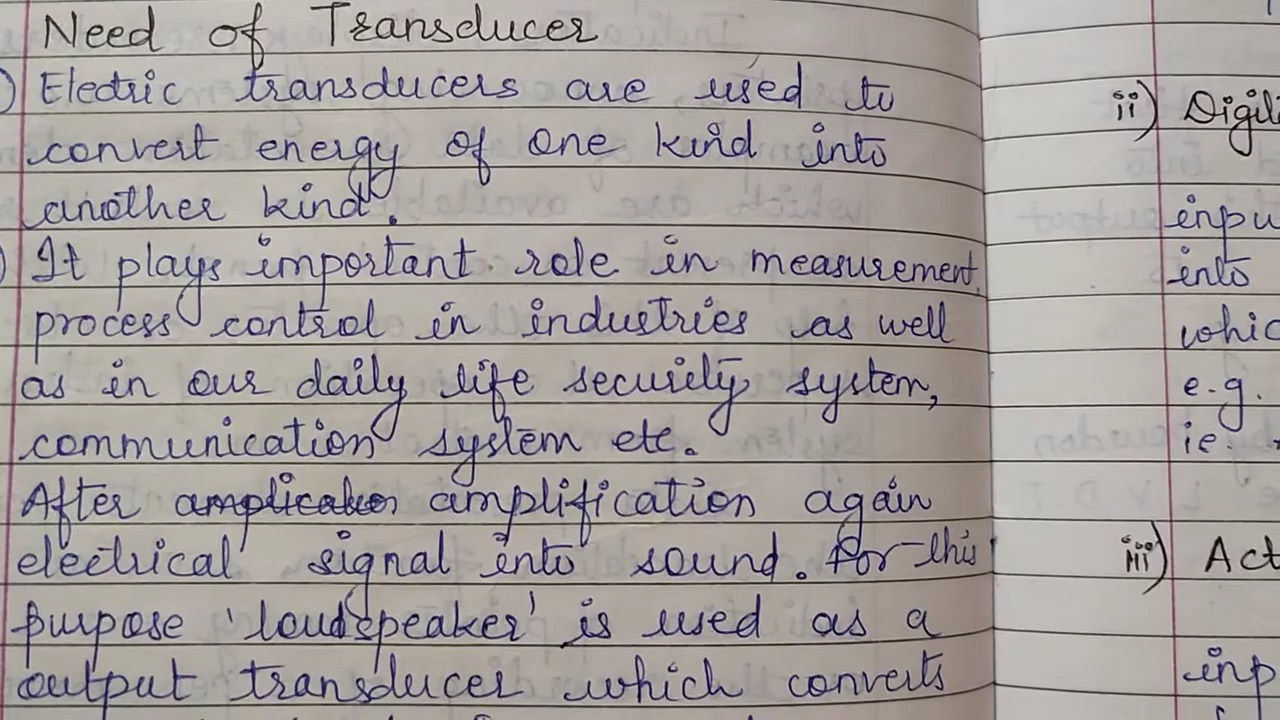 Need of Transducer
) Electric transducers are used to
convert energy of one kind into
another kind.
) It plays important role in measurement,
process control in industries as well
as in our daily life security system,
communication system etc.
After amplification again
electrical signal into sound. For this
purpose 'loudspeaker' is used as a
output transducer which converts
ii) Digit
inpu
into
whic
e.g.
ie.
iii) Act
inp